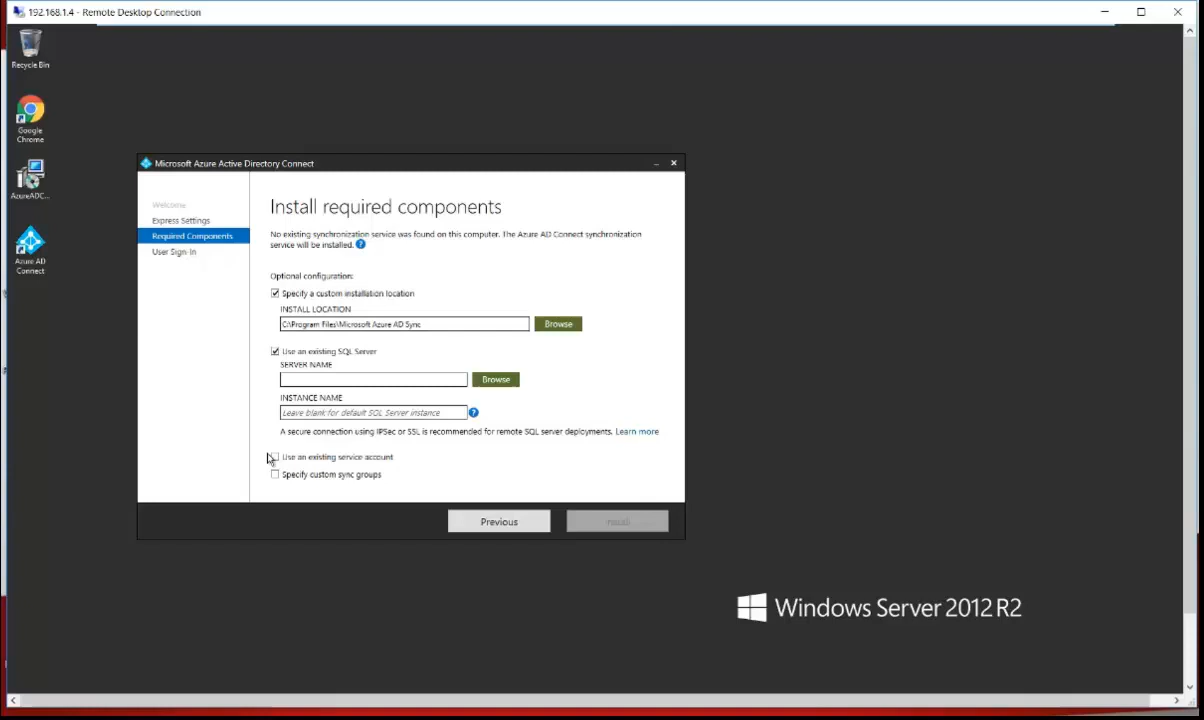 192.168.1.4 - Remote Desktop Connection
Recycle Bin
Google
Chrome
AzureADC...
Azure AD
Connect
Microsoft Azure Active Directory Connect
Welcome
Express Settings
Required Components
User Sign-In
Install required components
No existing synchronization service was found on this computer. The Azure AD Connect synchronization
service will be installed. ?
Optional configuration:
Specify a custom installation location
INSTALL LOCATION
C:\Program Files\Microsoft Azure AD Sync
Browse
Use an existing SQL Server
SERVER NAME
Browse
INSTANCE NAME
Leave blank for default SQL Server instance
?
A secure connection using IPSec or SSL is recommended for remote SQL server deployments. Learn more
Use an existing service account
Specify custom sync groups
Previous
Install
Windows Server 2012 R2